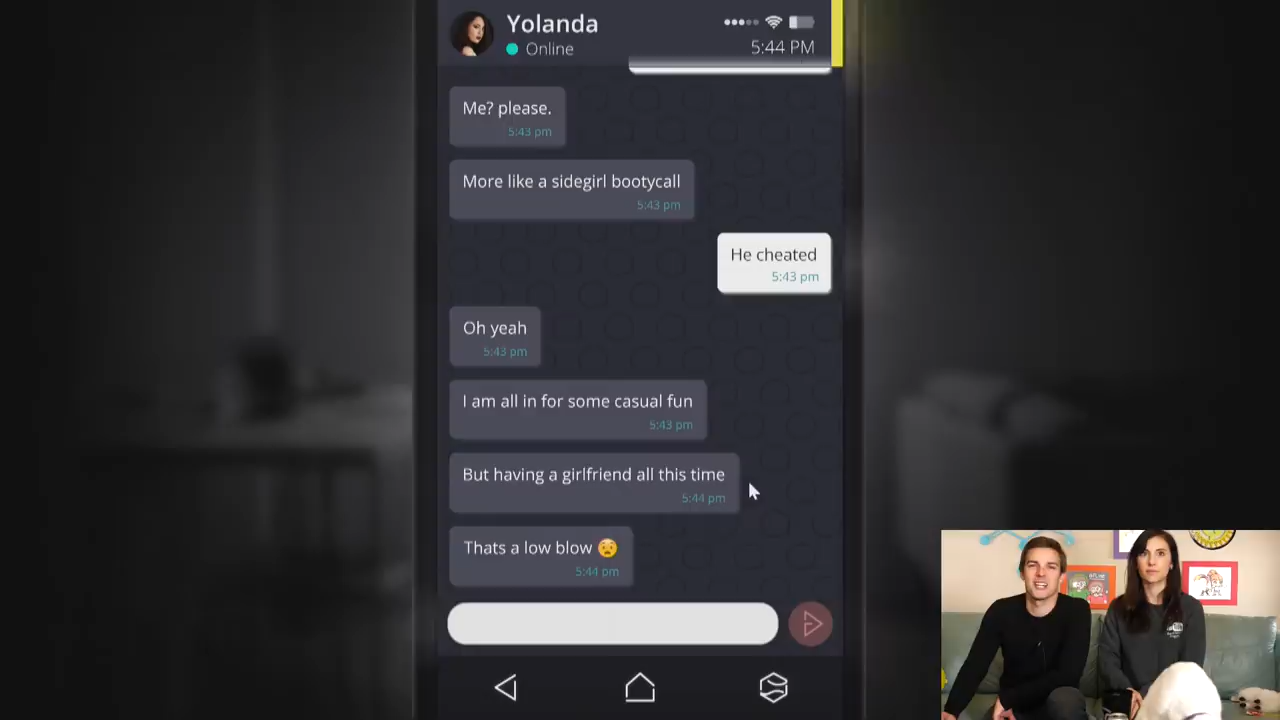 Yolanda
Online
5:44 PM
Me? please.
5:43 pm
More like a sidegirl bootycall
5:43 pm
He cheated
5:43 pm
Oh yeah
5:43 pm
I am all in for some casual fun
5:43 pm
But having a girlfriend all this time
5:44 pm
Thats a low blow 😧
5:44 pm